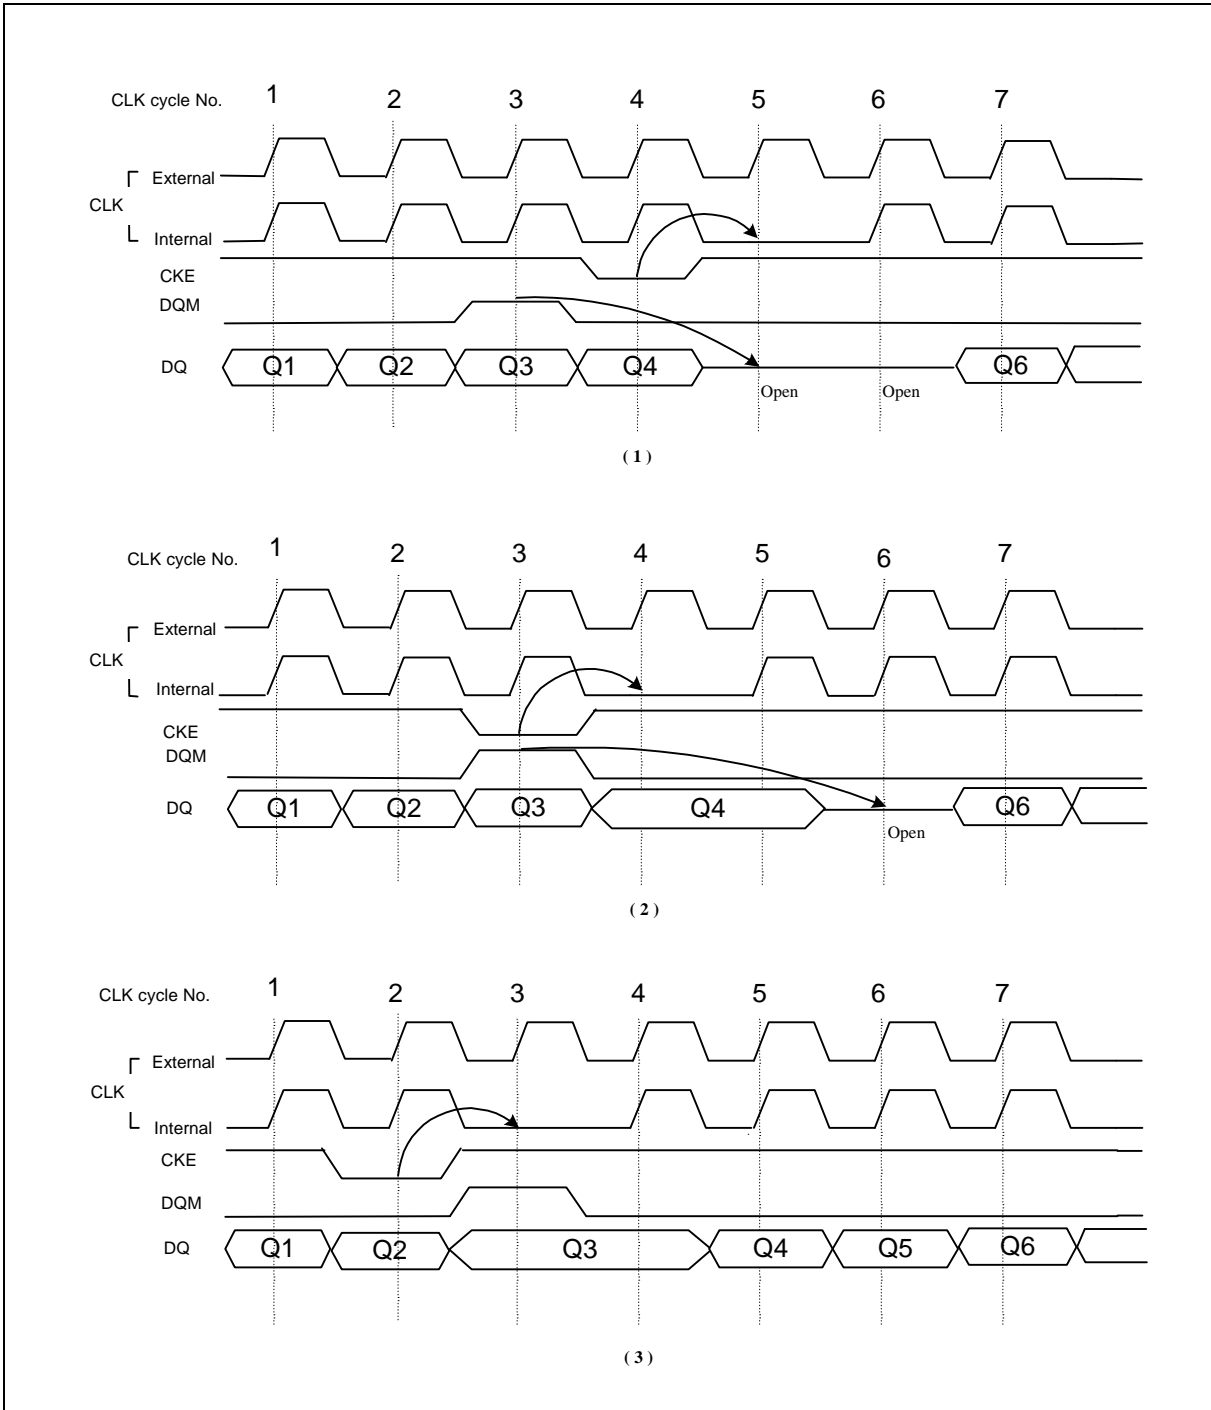 CLK cycle No. 1 2 3 4 5 6 7
External
CLK
Internal
CKE
DQM
DQ Q1 Q2 Q3 Q4 Q6
Open Open
( 1 )
CLK cycle No. 1 2 3 4 5 6 7
External
CLK
Internal
CKE
DQM
DQ Q1 Q2 Q3 Q4 Q6
Open
( 2 )
CLK cycle No. 1 2 3 4 5 6 7
External
CLK
Internal
CKE
DQM
DQ Q1 Q2 Q3 Q4 Q5 Q6
( 3 )